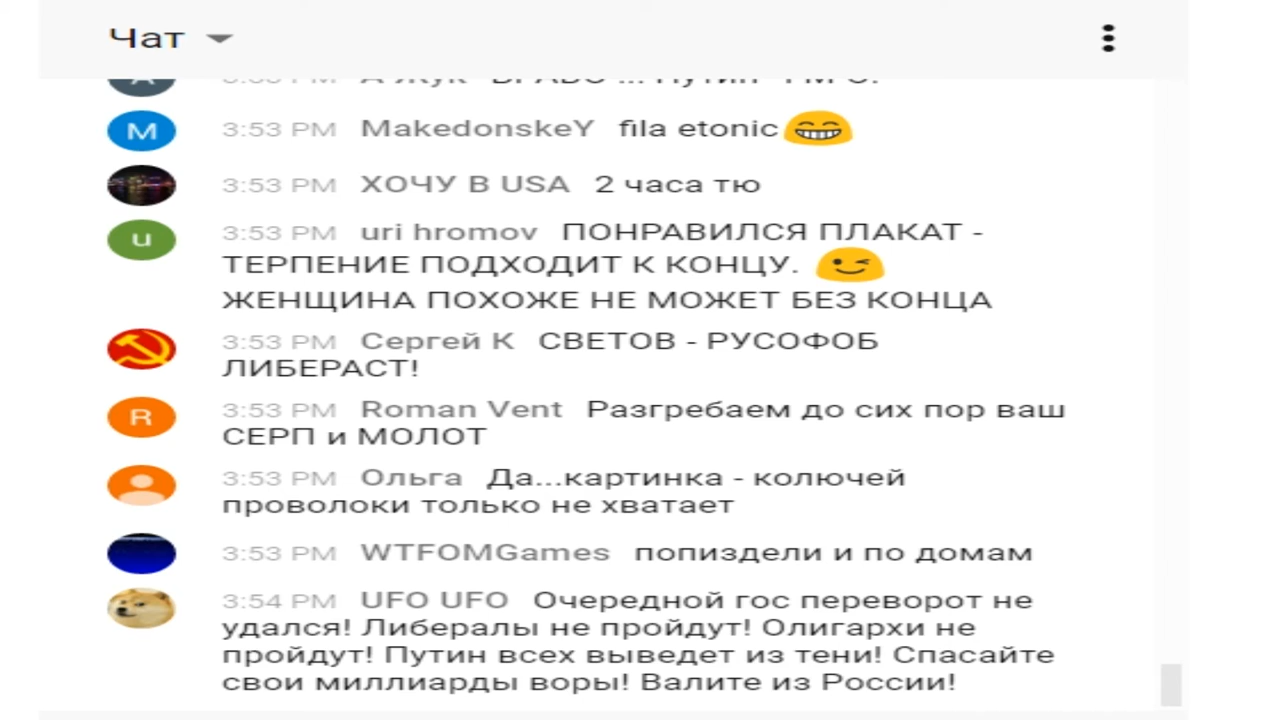 Чат
M 3:53 PM MakedonskeY fila etonic
3:53 PM ХОЧУ В USA 2 часа тю
u 3:53 PM uri hromov ПОНРАВИЛСЯ ПЛАКАТ -
ТЕРПЕНИЕ ПОДХОДИТ К КОНЦУ.
ЖЕНЩИНА ПОХОЖЕ НЕ МОЖЕТ БЕЗ КОНЦА
3:53 PM Сергей К СВЕТОВ - РУСОФОБ
ЛИБЕРАСТ!
R 3:53 PM Roman Vent Разгребаем до сих пор ваш
СЕРП и МОЛОТ
3:53 PM Ольга Да...картинка - колючей
проволоки только не хватает
3:53 PM WTFOMGames попиздели и по домам
3:54 PM UFO UFO Очередной гос переворот не
удался! Либералы не пройдут! Олигархи не
пройдут! Путин всех выведет из тени! Спасайте
свои миллиарды воры! Валите из России!